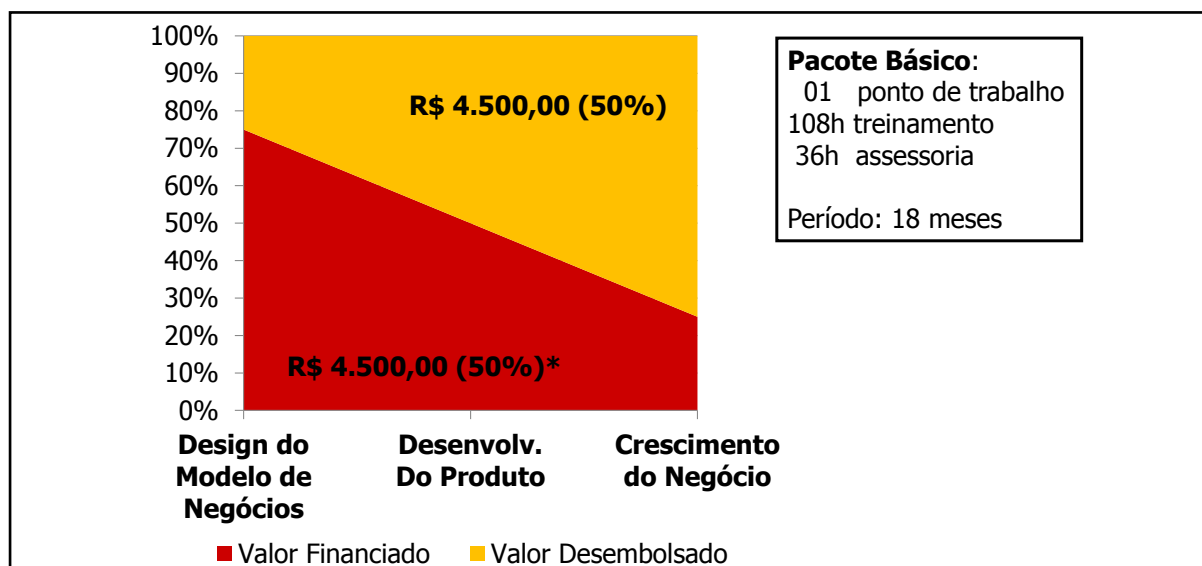 100%
90%
80%
70%
60%
50%
40%
30%
20%
10%
0%
R$ 4.500,00 (50%)
R$ 4.500,00 (50%)*
Design do
Modelo de
Negócios
Desenvolv.
Do Produto
Crescimento
do Negócio
Valor Financiado
Valor Desembolsado
Pacote Básico:
01 ponto de trabalho
108h treinamento
36h assessoria
Período: 18 meses